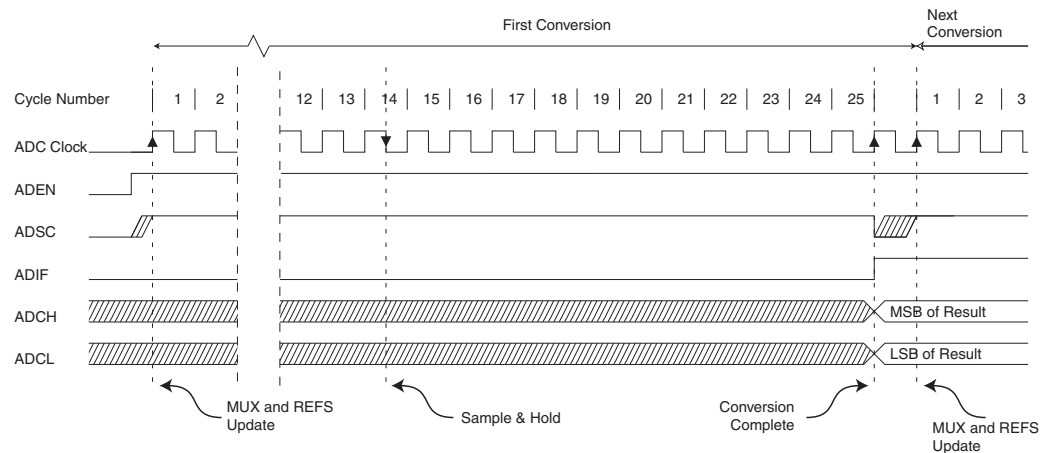 First Conversion
Next
Conversion
Cycle Number 1 2 12 13 14 15 16 17 18 19 20 21 22 23 24 25 1 2 3
ADC Clock
ADEN
ADSC
ADIF
ADCH MSB of Result
ADCL LSB of Result
MUX and REFS
Update
Sample & Hold
Conversion
Complete
MUX and REFS
Update